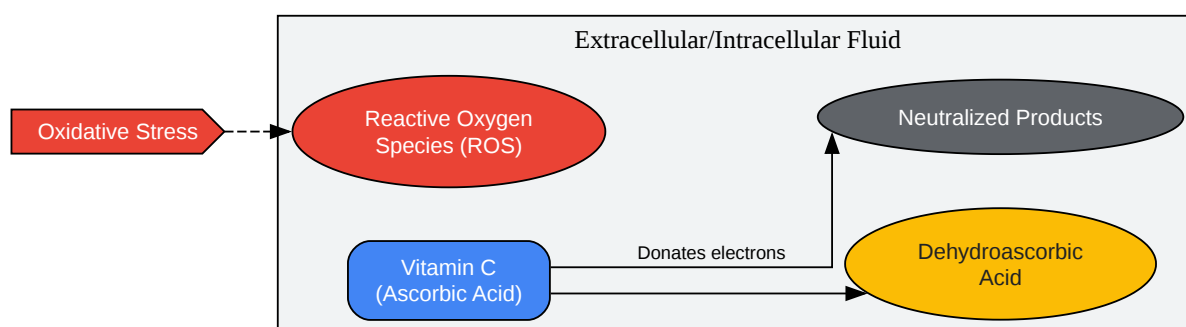 Extracellular/Intracellular Fluid
Oxidative Stress
Reactive Oxygen
Species (ROS)
Neutralized Products
Vitamin C
(Ascorbic Acid)
Donates electrons
Dehydroascorbic
Acid